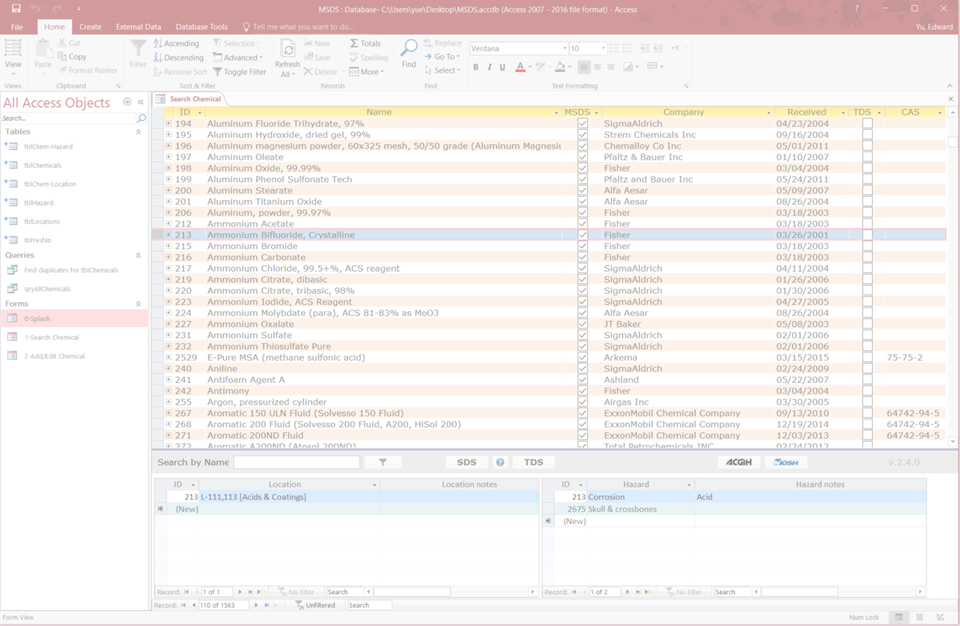 MSDS : Database- C:\Users\yue\Desktop\MSDS.accdb (Access 2007 - 2016 file format) - Access
File Home Create External Data Database Tools Tell me what you want to do... Yu, Edward
View Views
Paste Cut Copy Format Painter Clipboard
Filter Ascending Descending Remove Sort Selection Advanced Toggle Filter Sort & Filter
Refresh All New Save Delete Totals Spelling More Records
Find Replace Go To Select Find
Verdana 10 B I U A Text Formatting
All Access Objects
Search...
Tables
tblChem-Hazard
tblChemicals
tblChem-Location
tblHazard
tblLocations
tblYesNo
Queries
Find duplicates for tblChemicals
qryAllChemicals
Forms
0-Splash
1-Search Chemical
2-Add/Edit Chemical
Search Chemical
ID Name MSDS Company Received TDS CAS
194 Aluminum Fluoride Trihydrate, 97% SigmaAldrich 04/23/2004
195 Aluminum Hydroxide, dried gel, 99% Strem Chemicals Inc 09/16/2004
196 Aluminum magnesium powder, 60x325 mesh, 50/50 grade (Aluminum Magnesiu Chemalloy Co Inc 05/01/2011
197 Aluminum Oleate Pfaltz & Bauer Inc 01/10/2007
198 Aluminum Oxide, 99.99% Fisher 03/04/2004
199 Aluminum Phenol Sulfonate Tech Pfaltz and Bauer Inc 05/24/2011
200 Aluminum Stearate Alfa Aesar 05/09/2007
201 Aluminum Titanium Oxide Alfa Aesar 08/26/2004
206 Aluminum, powder, 99.97% Fisher 03/18/2003
212 Ammonium Acetate Fisher 03/18/2003
213 Ammonium Bifluoride, Crystalline Fisher 03/26/2001
215 Ammonium Bromide Fisher 03/18/2003
216 Ammonium Carbonate Fisher 03/18/2003
217 Ammonium Chloride, 99.5+%, ACS reagent SigmaAldrich 04/11/2004
219 Ammonium Citrate, dibasic SigmaAldrich 01/26/2006
220 Ammonium Citrate, tribasic, 98% SigmaAldrich 01/30/2006
223 Ammonium Iodide, ACS Reagent SigmaAldrich 04/27/2005
224 Ammonium Molybdate (para), ACS 81-83% as MoO3 Alfa Aesar 08/26/2004
227 Ammonium Oxalate JT Baker 05/08/2003
231 Ammonium Sulfate SigmaAldrich 02/01/2006
232 Ammonium Thiosulfate Pure SigmaAldrich 02/01/2006
2529 E-Pure MSA (methane sulfonic acid) Arkema 03/15/2015 75-75-2
240 Aniline SigmaAldrich 02/24/2009
241 Antifoam Agent A Ashland 05/22/2007
242 Antimony Fisher 03/04/2004
255 Argon, pressurized cylinder Airgas Inc 03/30/2005
267 Aromatic 150 ULN Fluid (Solvesso 150 Fluid) ExxonMobil Chemical Company 09/13/2010 64742-94-5
268 Aromatic 200 Fluid (Solvesso 200 Fluid, A200, HiSol 200) ExxonMobil Chemical Company 12/19/2014 64742-94-5
271 Aromatic 200ND Fluid ExxonMobil Chemical Company 12/03/2013 64742-94-5
272 Aromatic A200ND (Atosol 200ND) Total Petrochemicals INC 02/24/2012
Search by Name SDS TDS ACGIH NIOSH v.2.4.0
ID Location Location notes
213 L-111,113 [Acids & Coatings]
(New)
Record: 1 of 1 No Filter Search
ID Hazard Hazard notes
213 Corrosion Acid
2675 Skull & crossbones
(New)
Record: 1 of 2 No Filter Search
Record: 110 of 1563 Unfiltered Search
Form View Num Lock